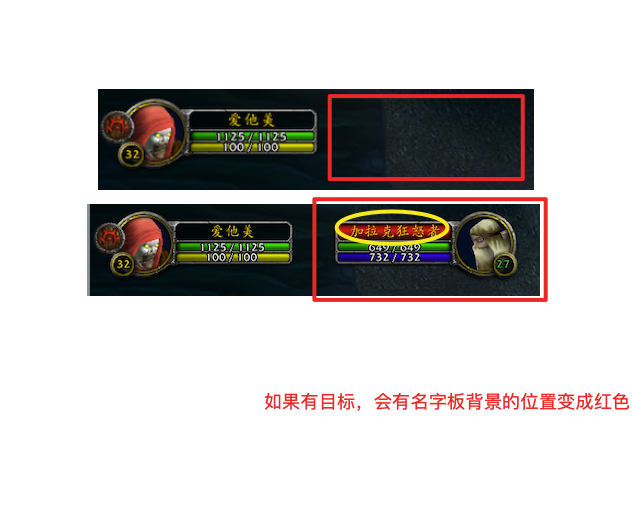 爱他美
1125 / 1125
100 / 100
32
爱他美
1125 / 1125
100 / 100
32
加拉克狂怒者
649 / 649
732 / 732
27
如果有目标，会有名字板背景的位置变成红色